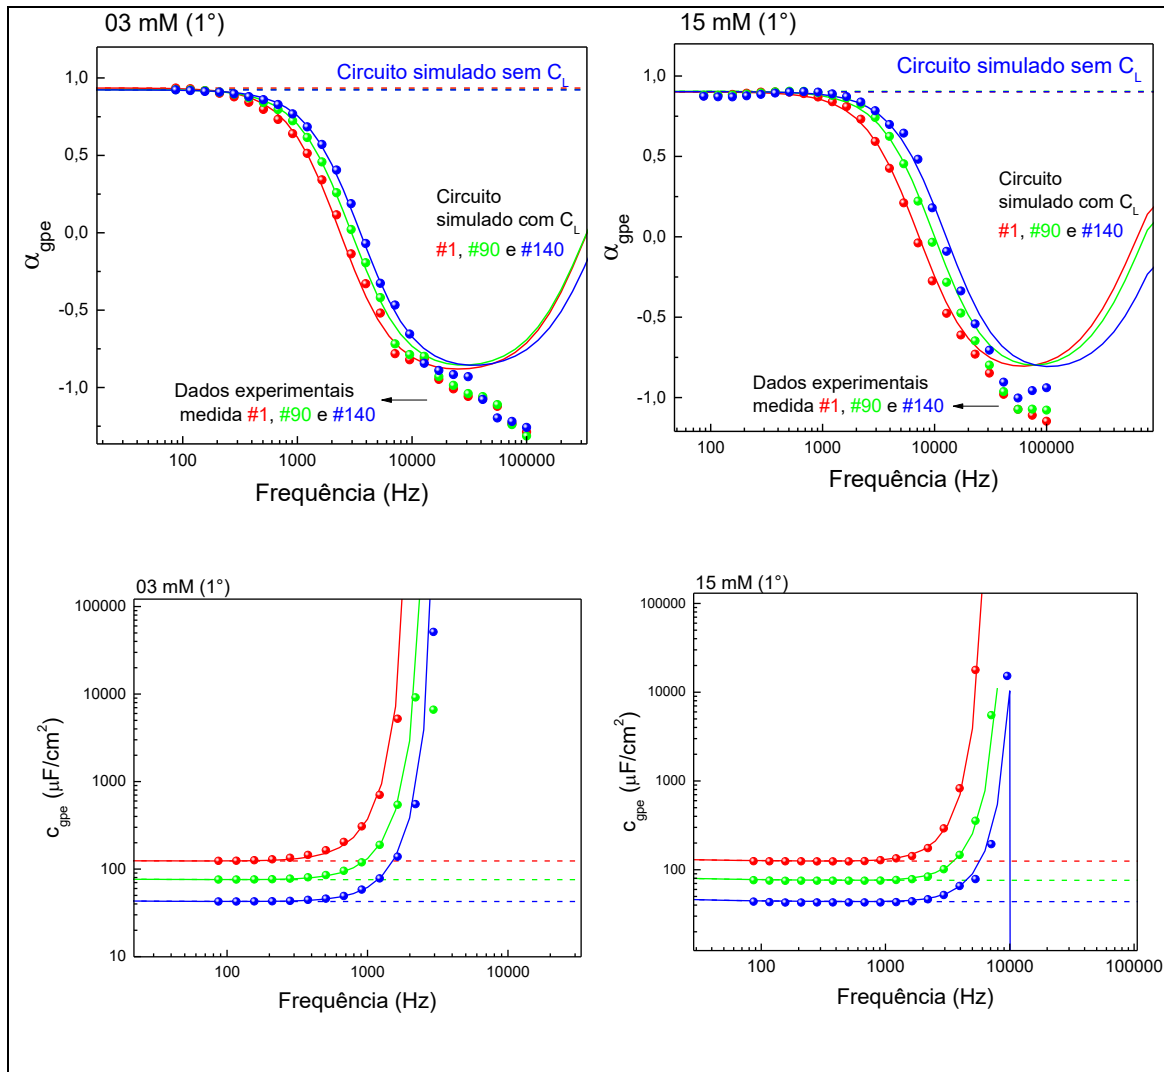 03 mM (1°)
1,0
0,5
0,0
-0,5
-1,0
α_gpe
Circuito simulado sem C_L
Circuito
simulado com C_L
#1, #90 e #140
Dados experimentais
medida #1, #90 e #140
100 1000 10000 100000
Frequência (Hz)
15 mM (1°)
1,0
0,5
0,0
-0,5
-1,0
α_gpe
Circuito simulado sem C_L
Circuito
simulado com C_L
#1, #90 e #140
Dados experimentais
medida #1, #90 e #140
100 1000 10000 100000
Frequência (Hz)
03 mM (1°)
100000
10000
1000
100
10
c_gpe (μF/cm²)
100 1000 10000
Frequência (Hz)
15 mM (1°)
100000
10000
1000
100
c_gpe (μF/cm²)
100 1000 10000 100000
Frequência (Hz)